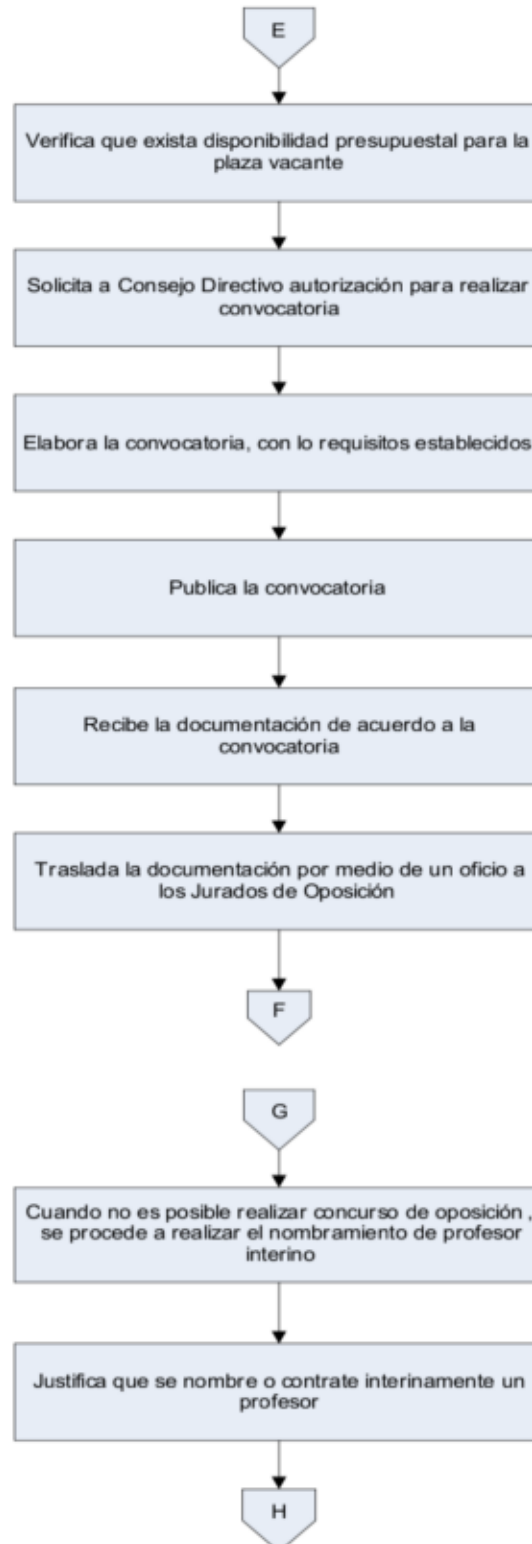 E
Verifica que exista disponibilidad presupuestal para la
plaza vacante
Solicita a Consejo Directivo autorización para realizar
convocatoria
Elabora la convocatoria, con lo requisitos establecidos
Publica la convocatoria
Recibe la documentación de acuerdo a la
convocatoria
Traslada la documentación por medio de un oficio a
los Jurados de Oposición
F
G
Cuando no es posible realizar concurso de oposición ,
se procede a realizar el nombramiento de profesor
interino
Justifica que se nombre o contrate interinamente un
profesor
H